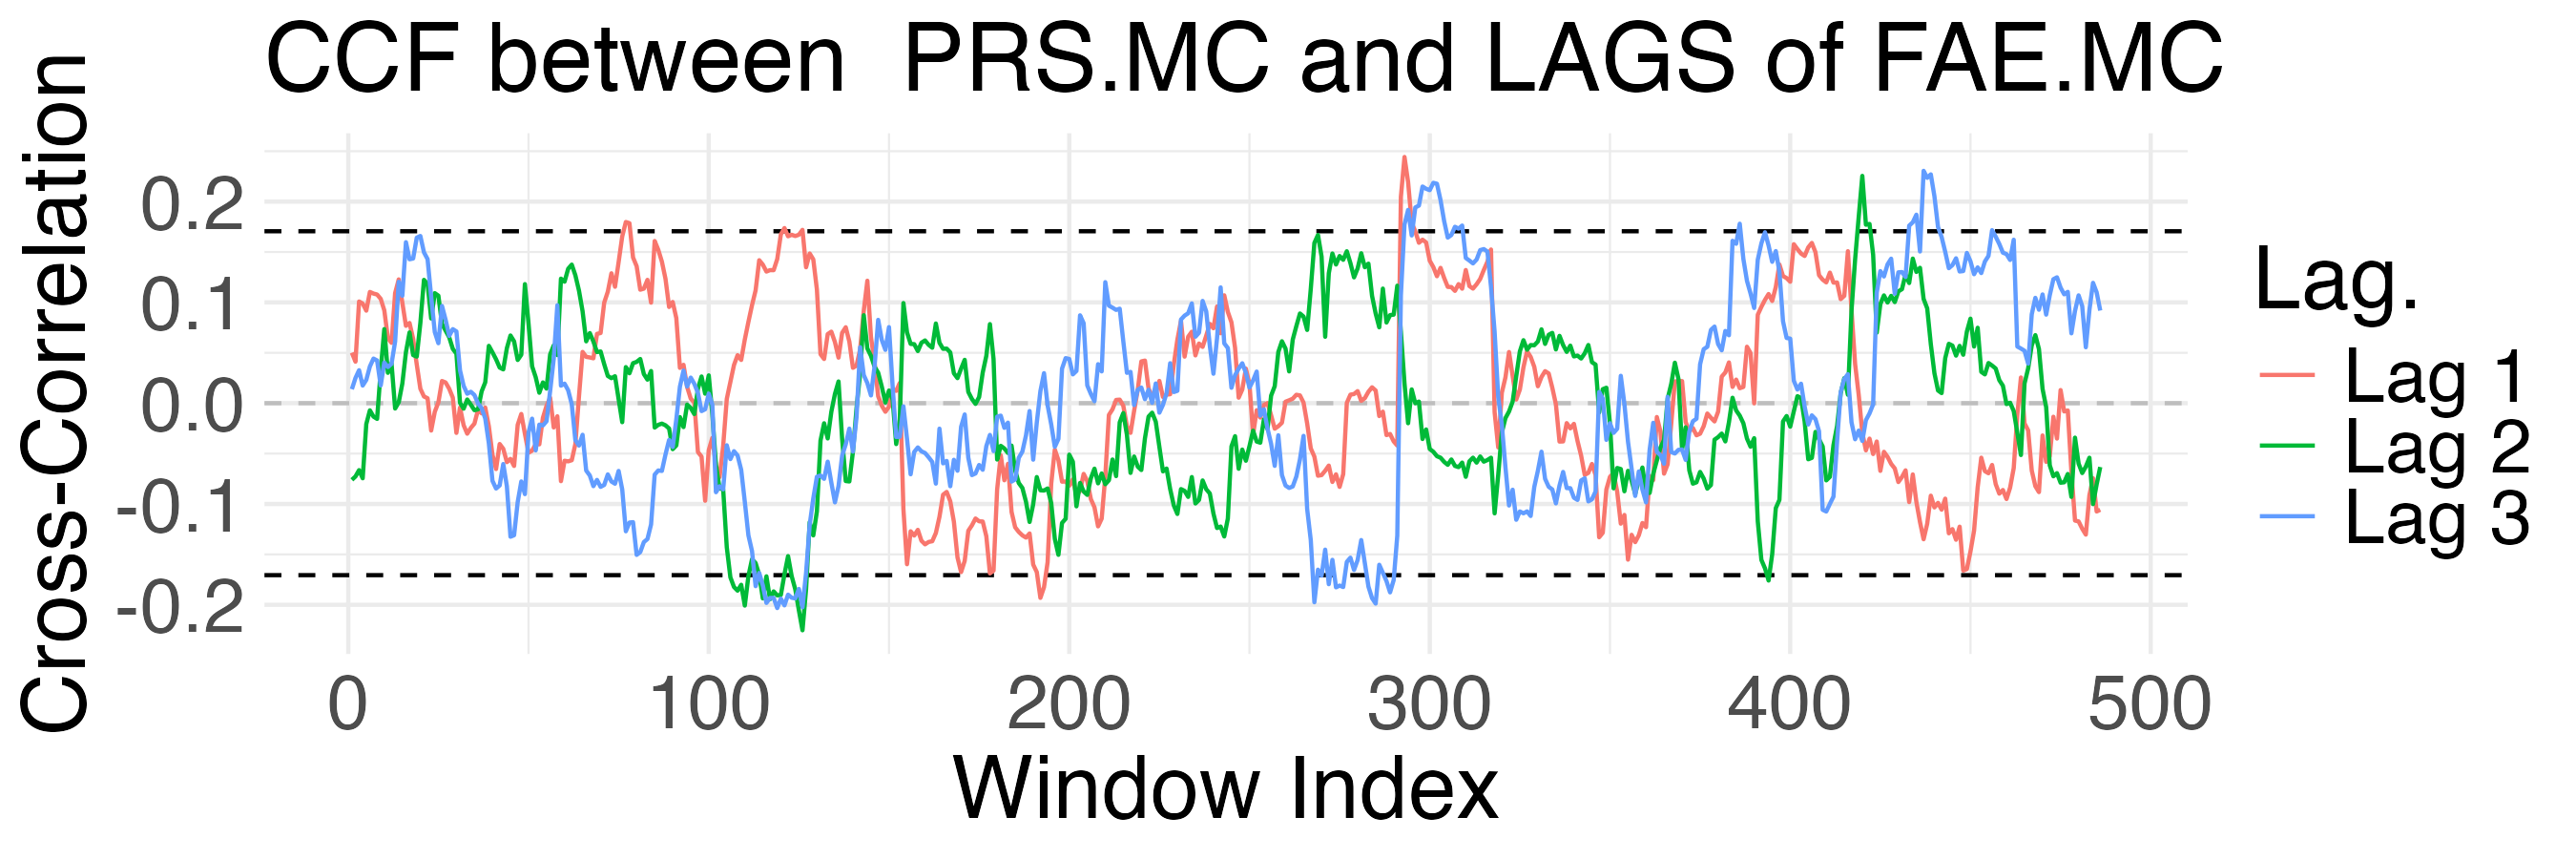 CCF between  PRS.MC and LAGS of FAE.MC
Cross-Correlation
0.2
0.1
0.0
-0.1
-0.2
0 100 200 300 400 500
Window Index
Lag.
Lag 1
Lag 2
Lag 3